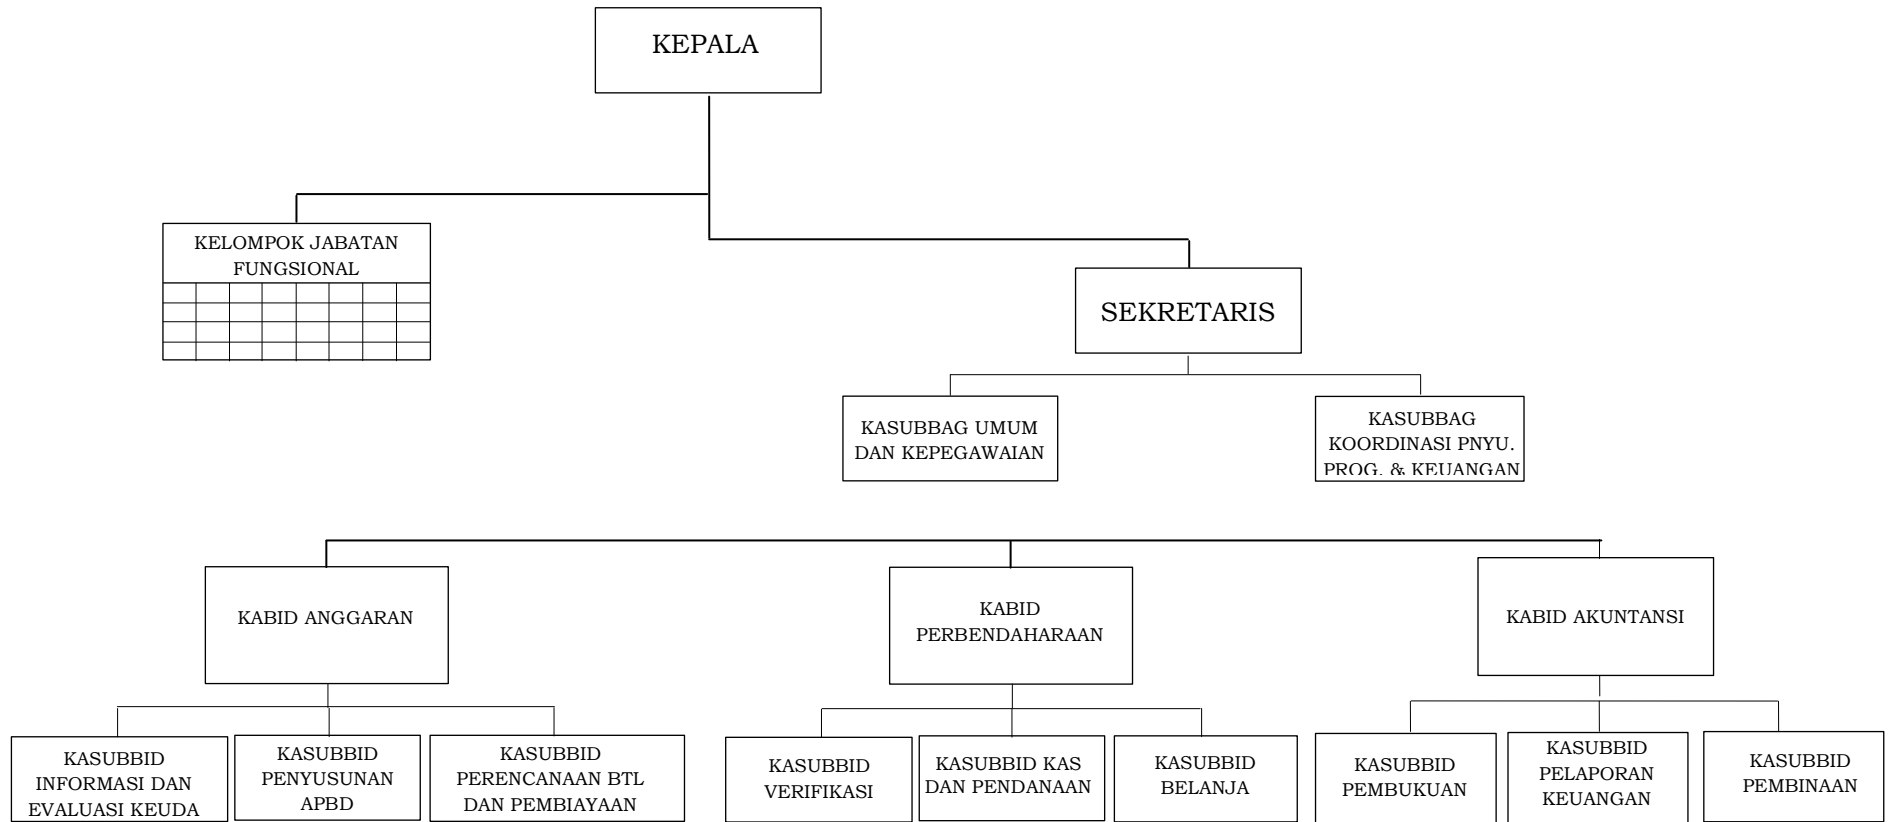 KEPALA
KELOMPOK JABATAN
FUNGSIONAL
SEKRETARIS
KASUBBAG UMUM
DAN KEPEGAWAIAN
KASUBBAG
KOORDINASI PNYU.
PROG. & KEUANGAN
KABID ANGGARAN
KABID
PERBENDAHARAAN
KABID AKUNTANSI
KASUBBID
INFORMASI DAN
EVALUASI KEUDA
KASUBBID
PENYUSUNAN
APBD
KASUBBID
PERENCANAAN BTL
DAN PEMBIAYAAN
KASUBBID
VERIFIKASI
KASUBBID KAS
DAN PENDANAAN
KASUBBID
BELANJA
KASUBBID
PEMBUKUAN
KASUBBID
PELAPORAN
KEUANGAN
KASUBBID
PEMBINAAN